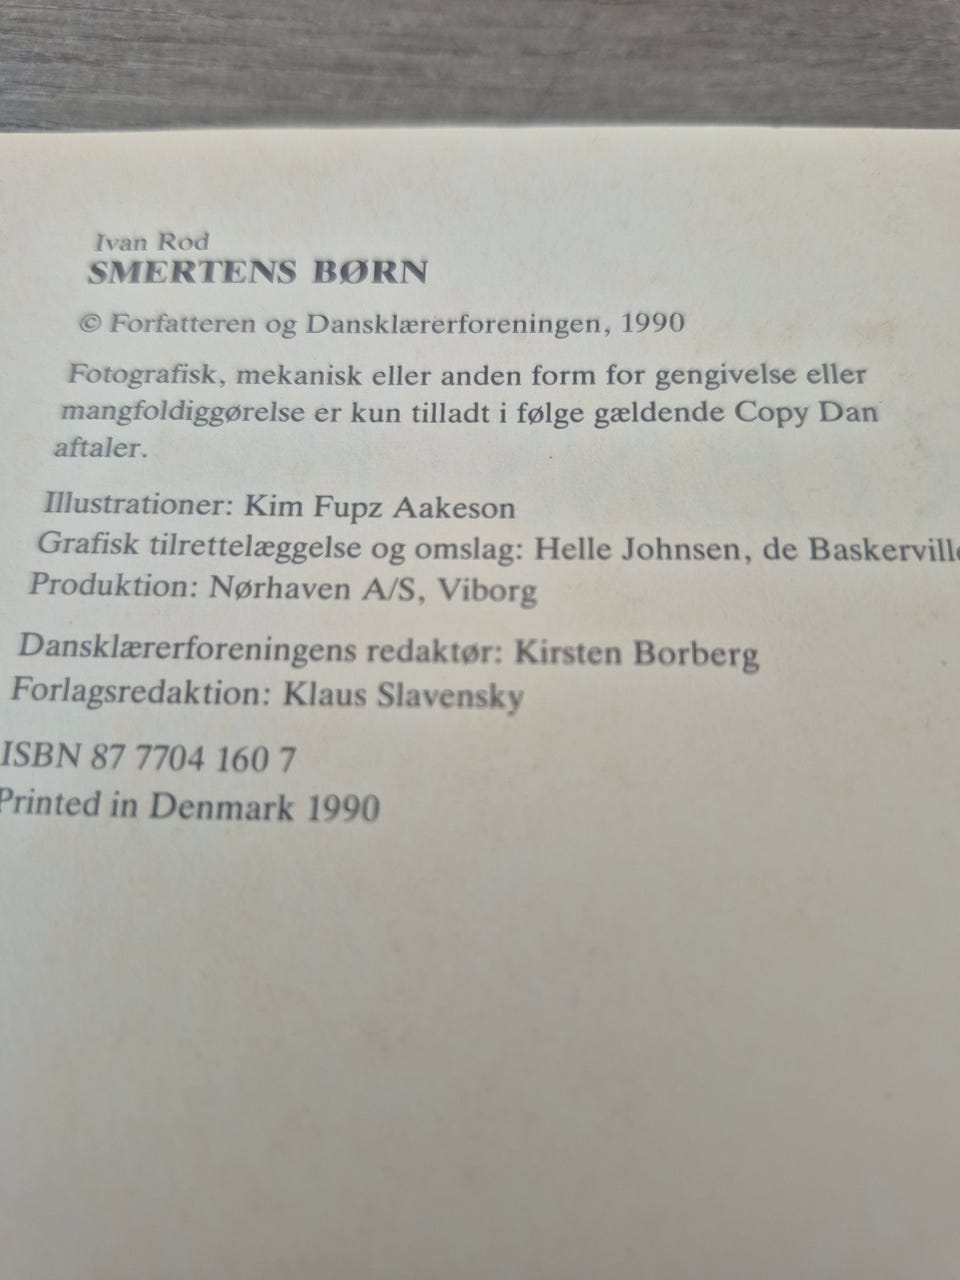 Ivan Rod
SMERTENS BØRN
© Forfatteren og Dansklærerforeningen, 1990
Fotografisk, mekanisk eller anden form for gengivelse eller
mangfoldiggørelse er kun tilladt i følge gældende Copy Dan
aftaler.
Illustrationer: Kim Fupz Aakeson
Grafisk tilrettelæggelse og omslag: Helle Johnsen, de Baskerville
Produktion: Nørhaven A/S, Viborg
Dansklærerforeningens redaktør: Kirsten Borberg
Forlagsredaktion: Klaus Slavensky
ISBN 87 7704 160 7
Printed in Denmark 1990